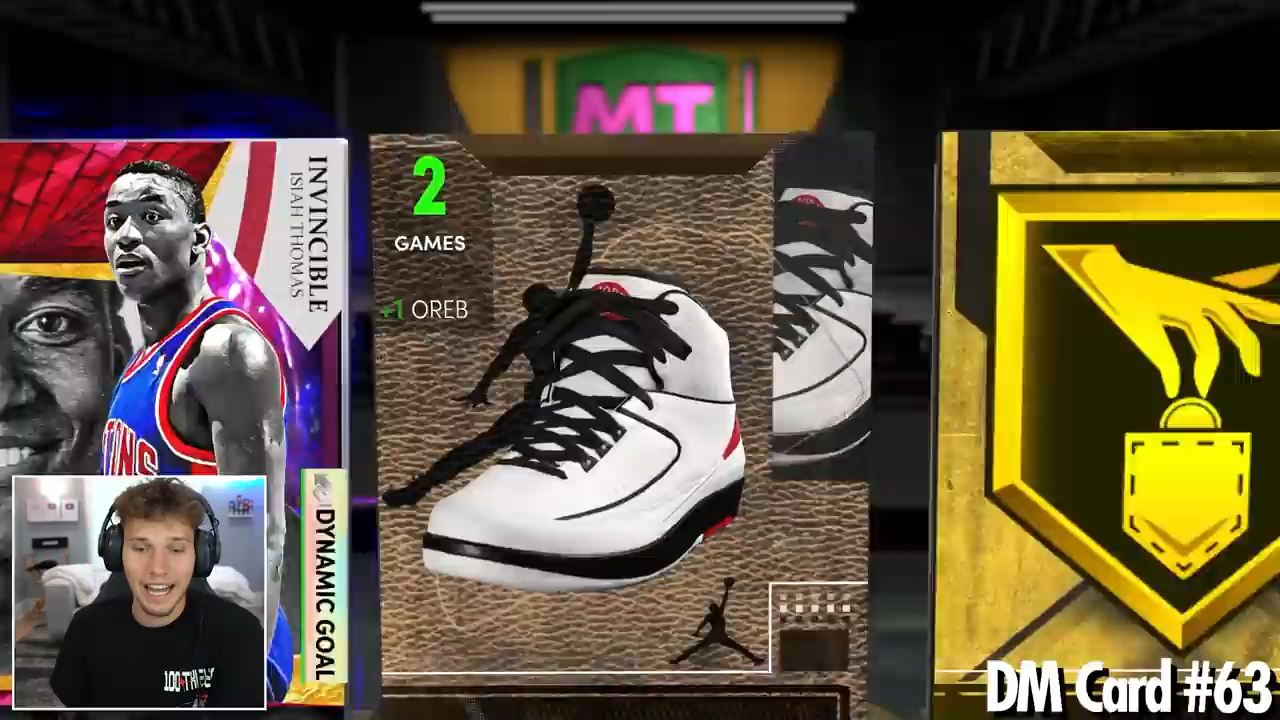 MT
INVINCIBLE
ISIAH THOMAS
2
GAMES
+1 OREB
DYNAMIC GOAL
DM Card #63